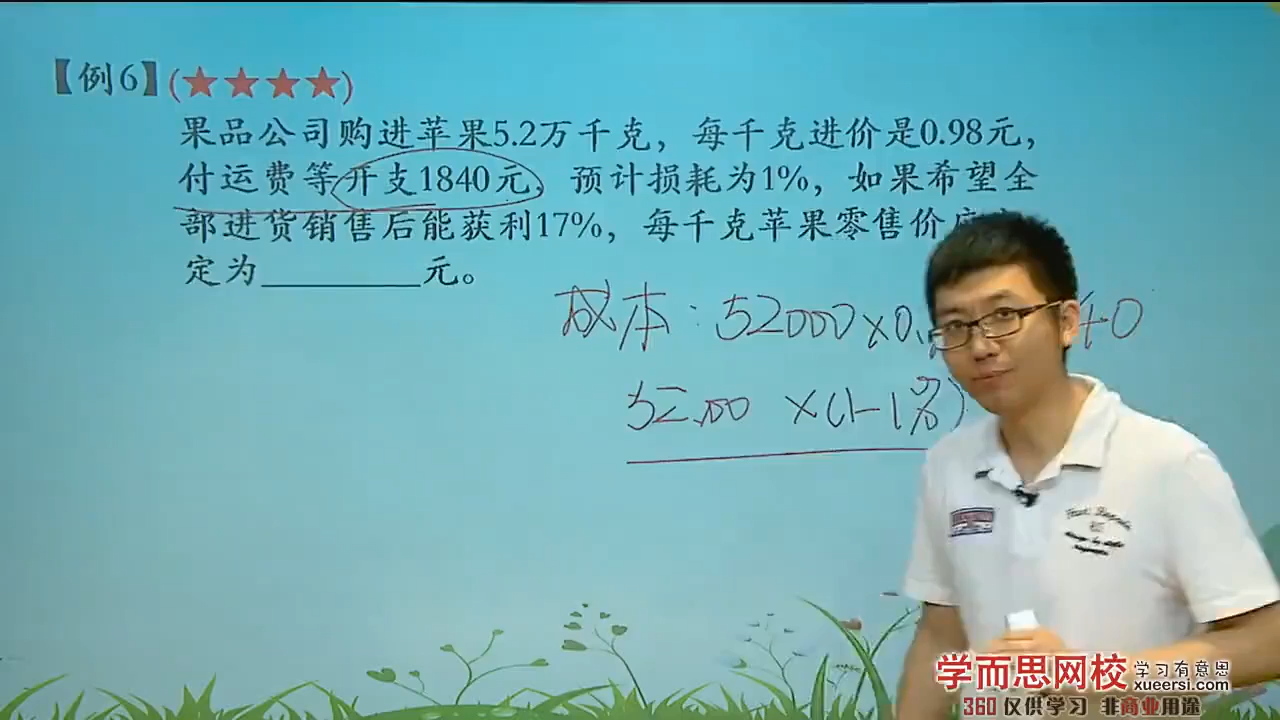 【例6】(★★★★)
果品公司购进苹果5.2万千克，每千克进价是0.98元，
付运费等开支1840元，预计损耗为1%，如果希望全
部进货销售后能获利17%，每千克苹果零售价
定为________元。
成本：52000×0. 40
52000 ×(1-1%)
学而思网校 学习有意思
xueersi.com
360 仅供学习 非商业用途